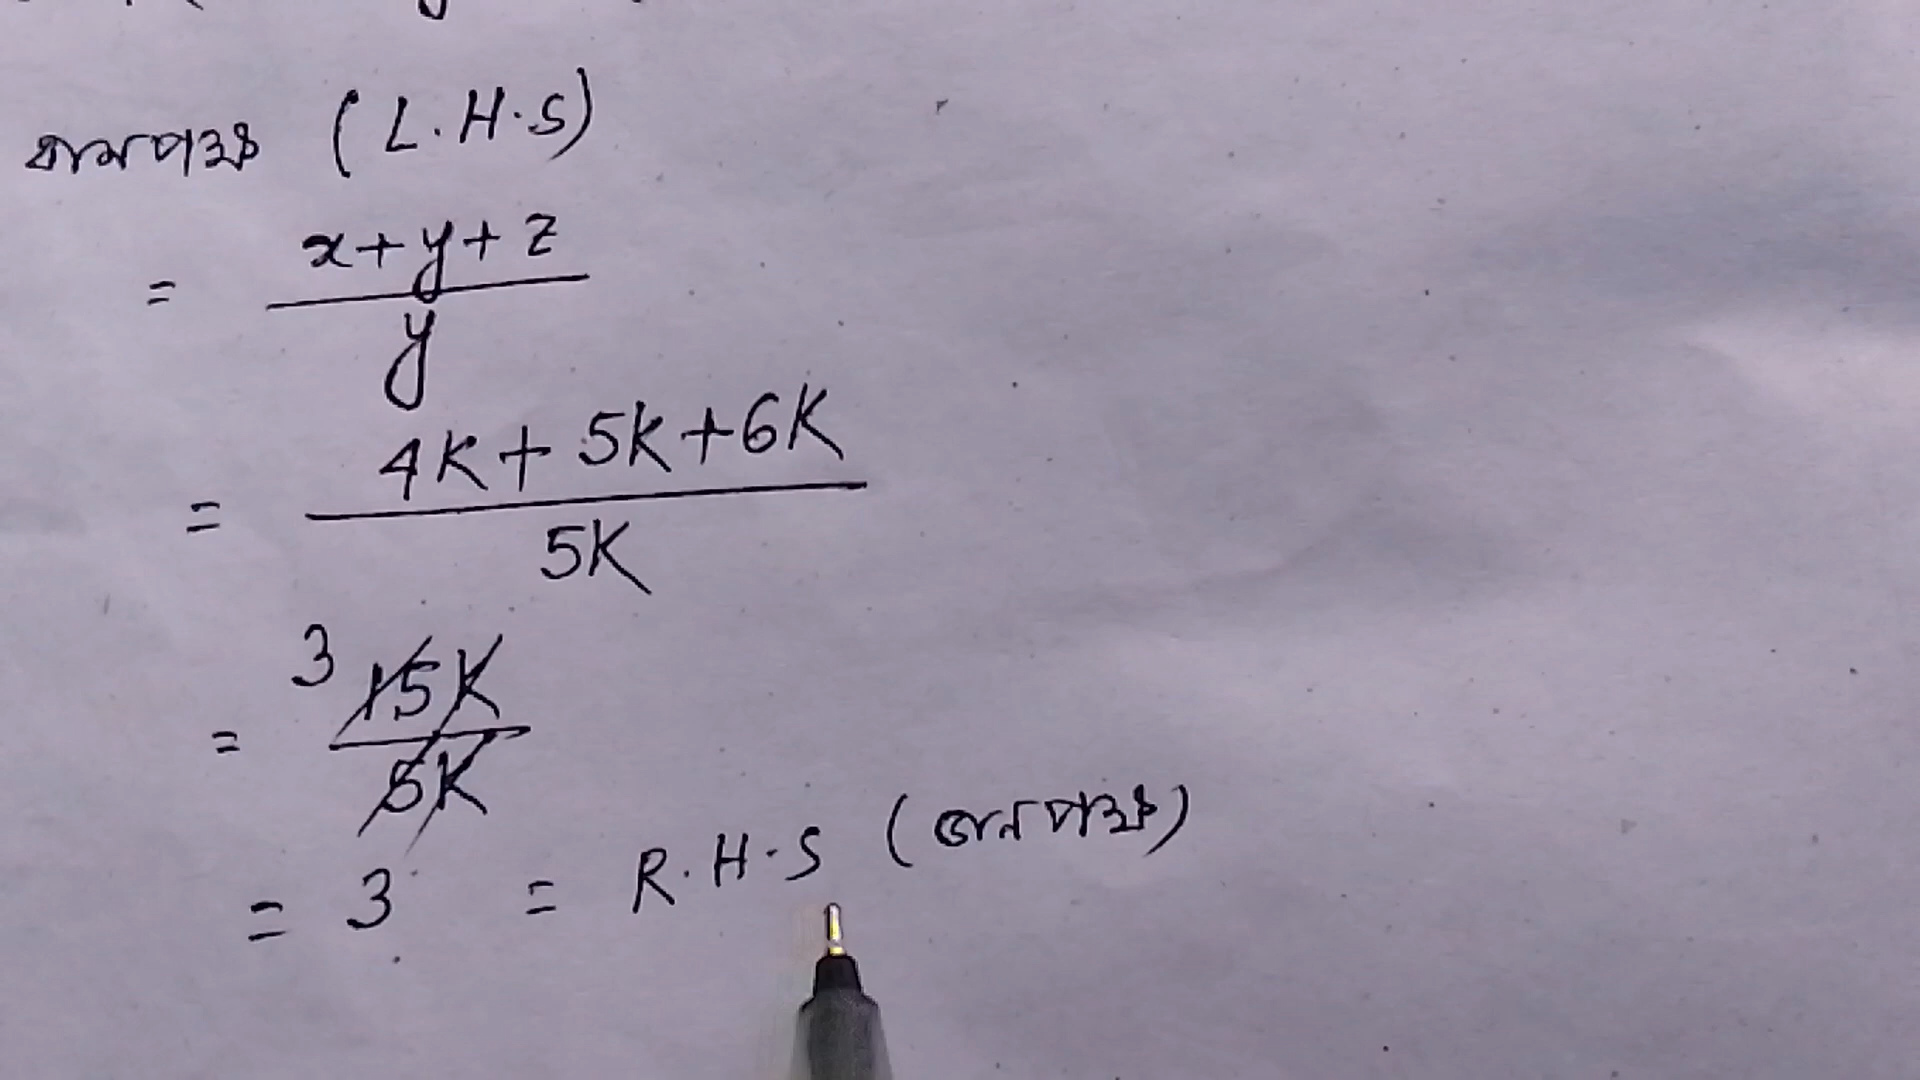 বামপক্ষ (L.H.S)
= x+y+z / y
= 4K+5K+6K / 5K
= 3 15K / 5K
= 3 = R.H.S (ডানপক্ষ)